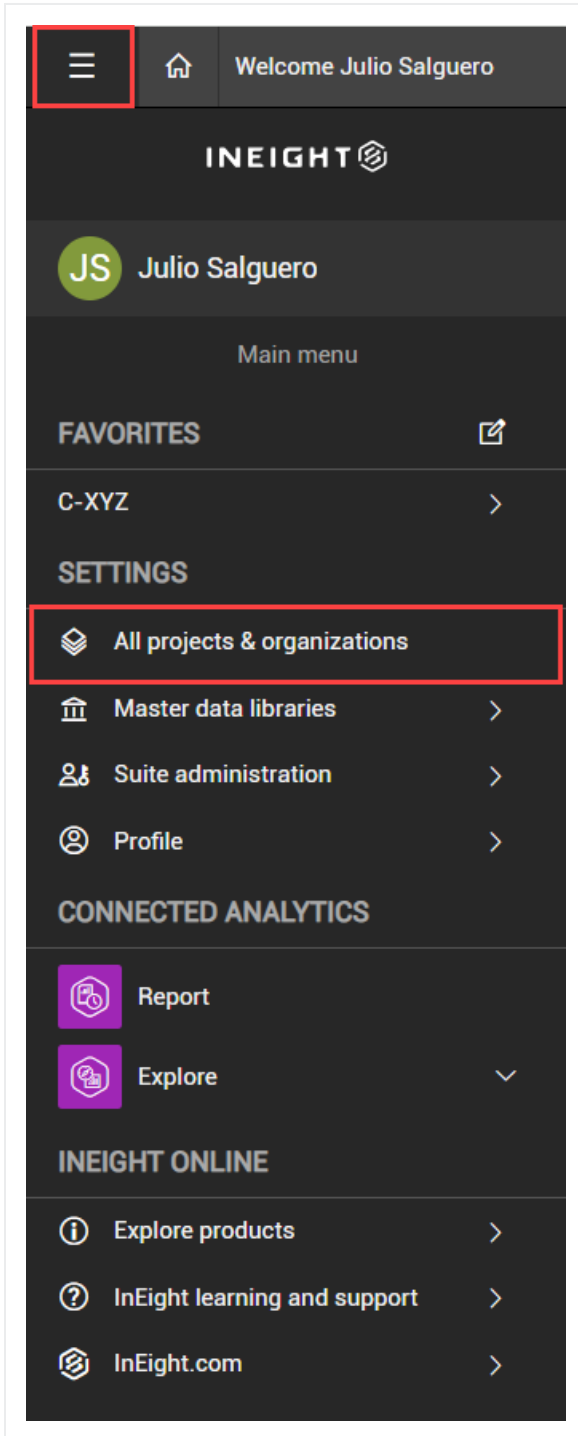 Welcome Julio Salguero
INEIGHT
JS Julio Salguero
Main menu
FAVORITES
C-XYZ
SETTINGS
All projects & organizations
Master data libraries
Suite administration
Profile
CONNECTED ANALYTICS
Report
Explore
INEIGHT ONLINE
Explore products
InEight learning and support
InEight.com